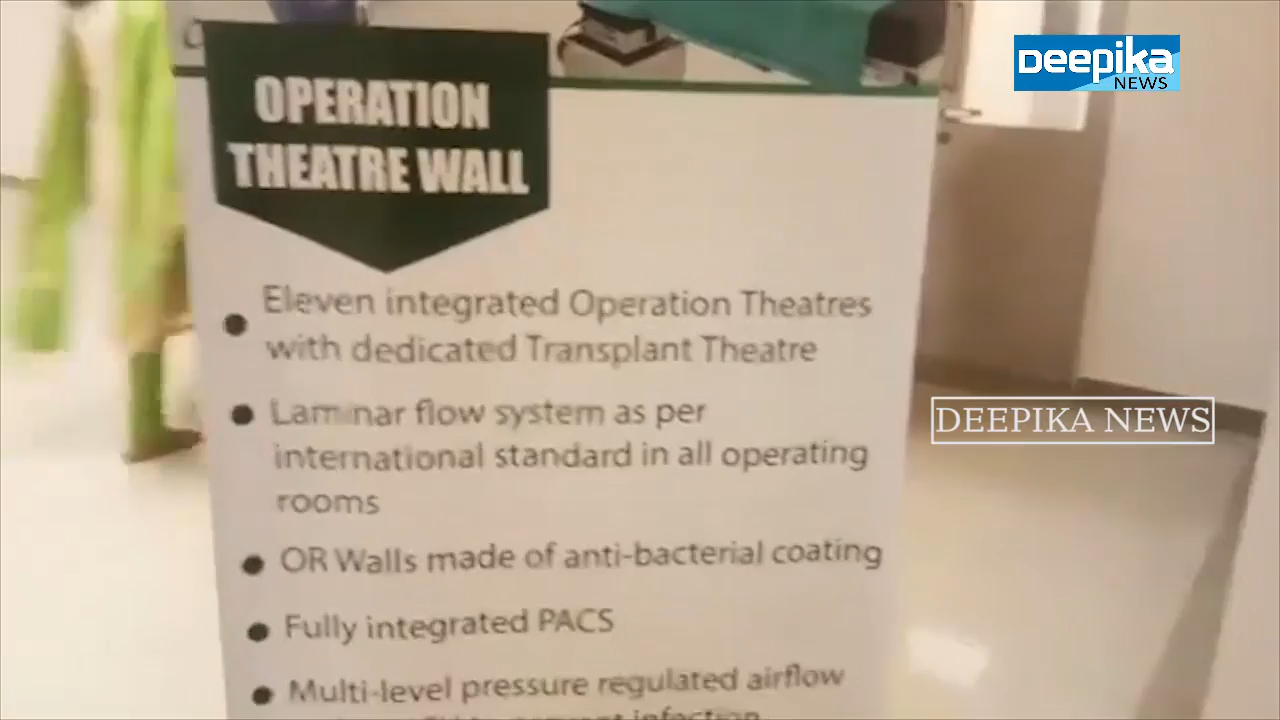 Deepika
NEWS
OPERATION
THEATRE WALL
Eleven integrated Operation Theatres
with dedicated Transplant Theatre
Laminar flow system as per
international standard in all operating
rooms
DEEPIKA NEWS
OR Walls made of anti-bacterial coating
Fully integrated PACS
Multi-level pressure regulated airflow
infection